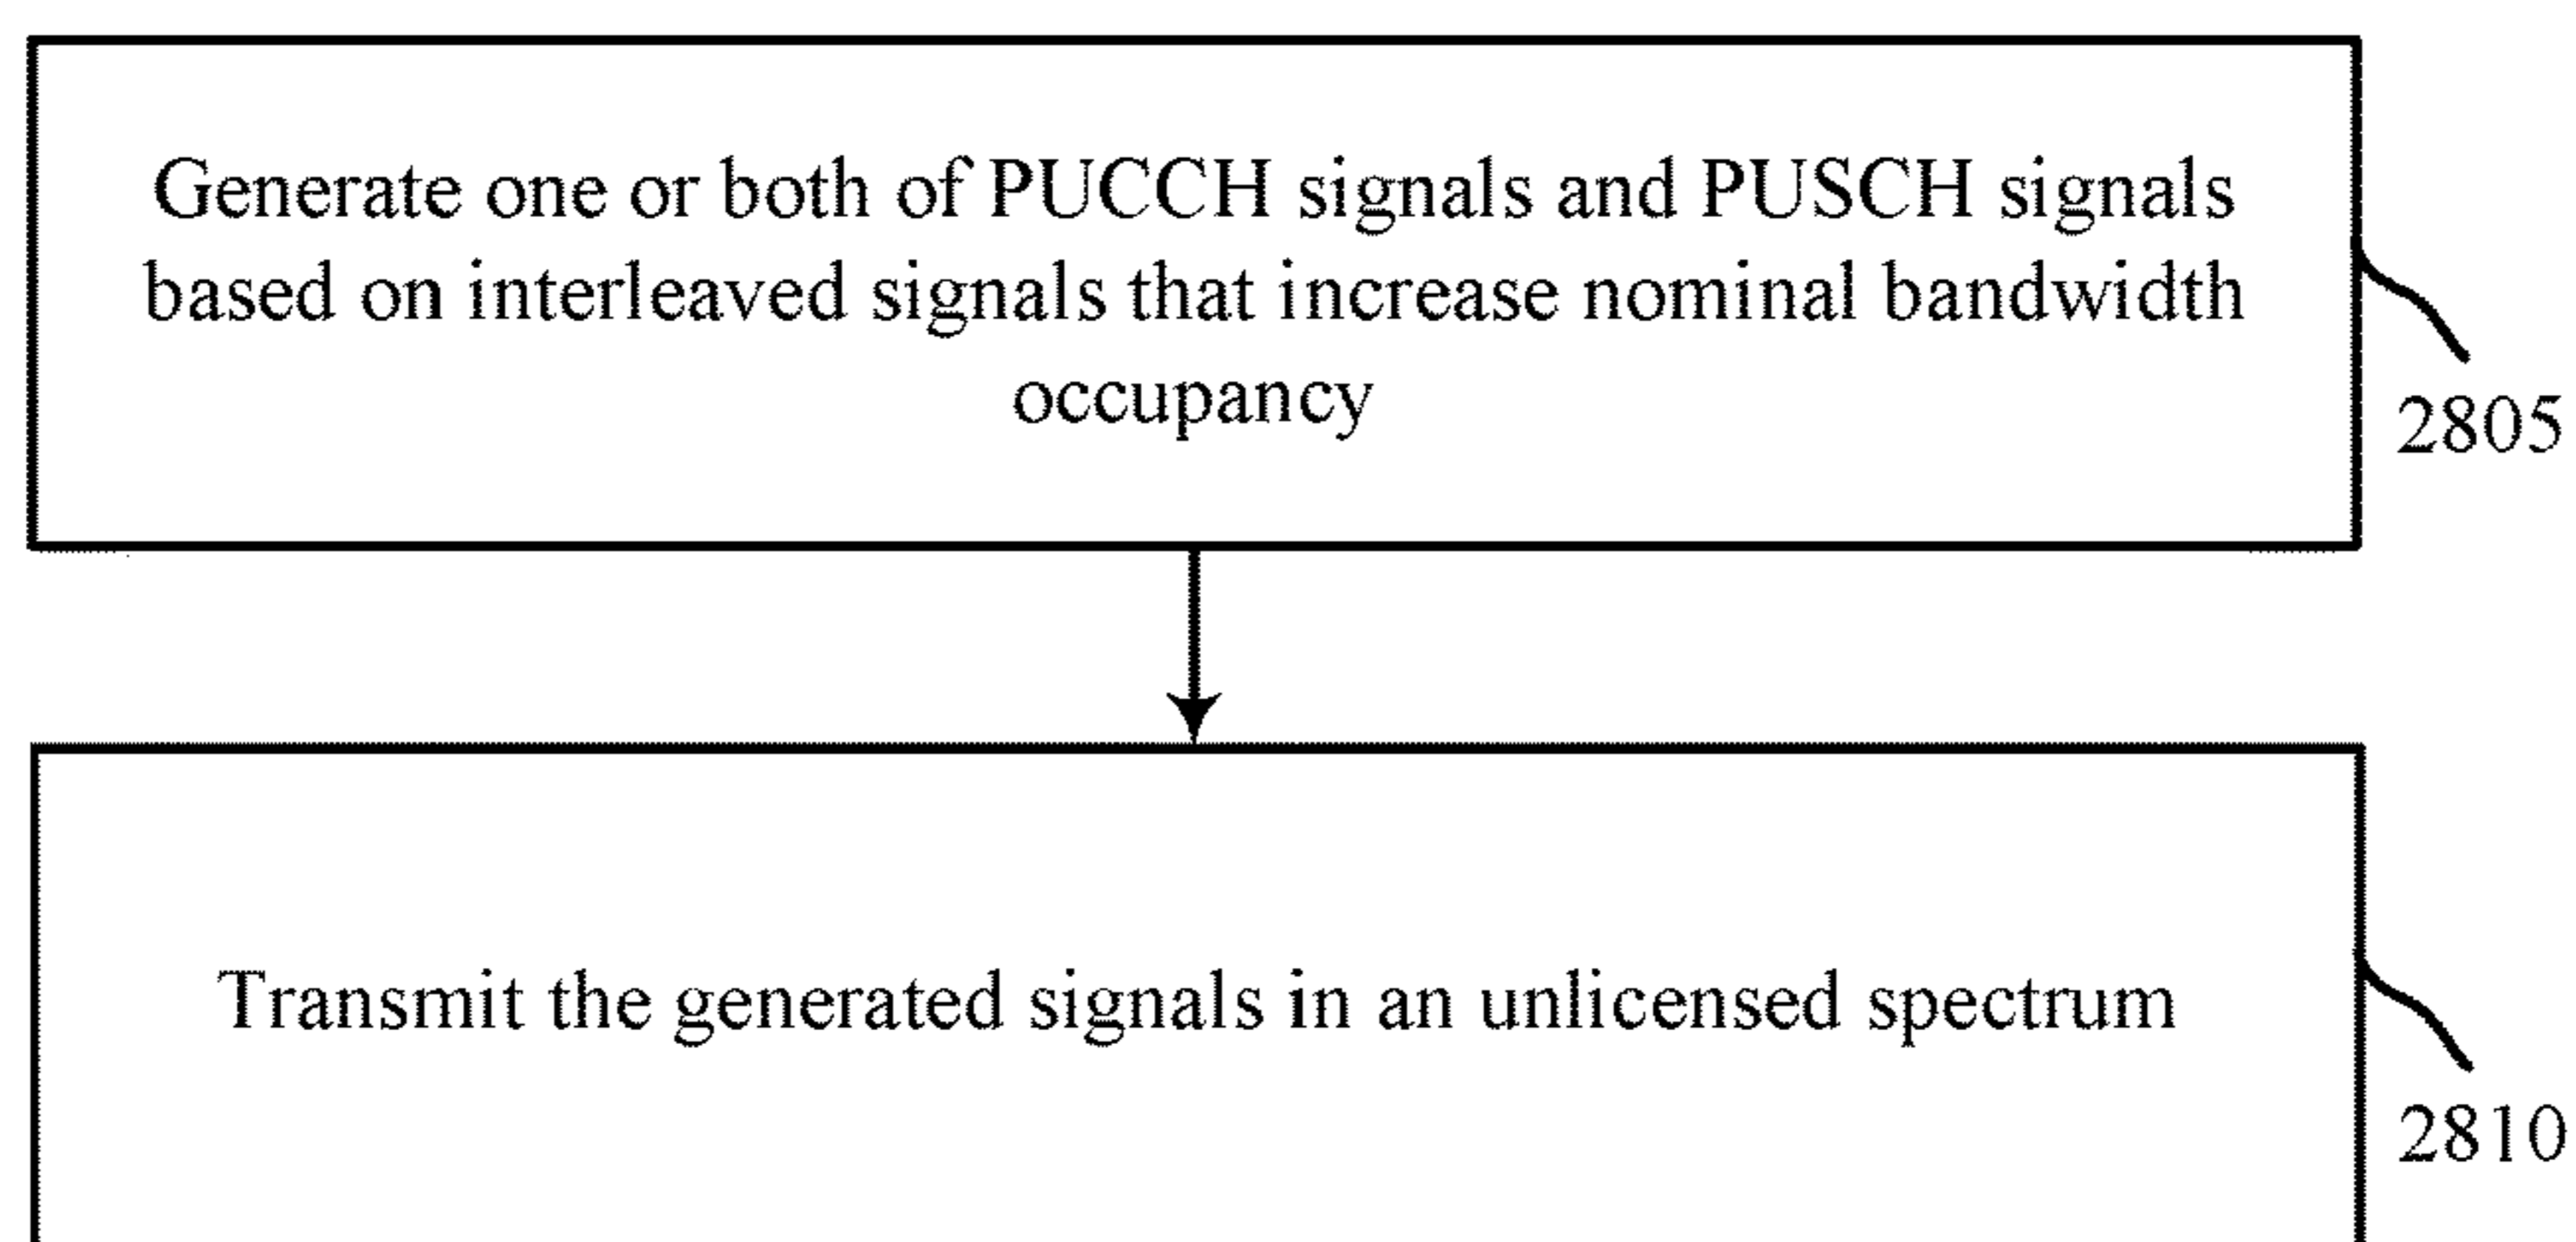 Generate one or both of PUCCH signals and PUSCH signals
based on interleaved signals that increase nominal bandwidth
occupancy
2805
Transmit the generated signals in an unlicensed spectrum
2810